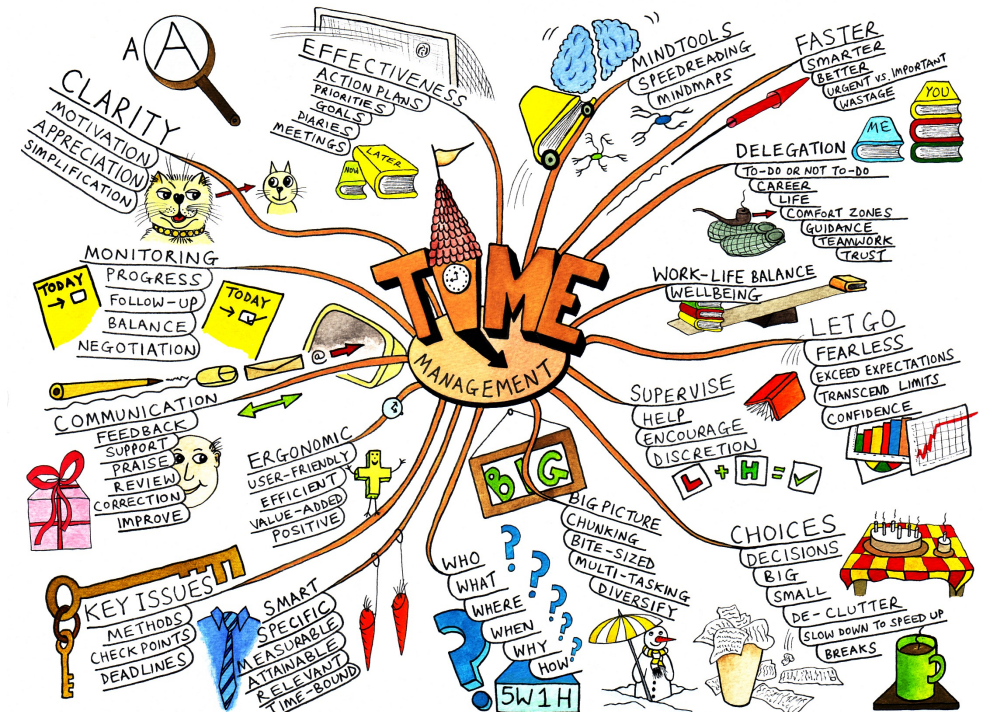 TIME
MANAGEMENT
A A
CLARITY
MOTIVATION
APPRECIATION
SIMPLIFICATION
EFFECTIVENESS
ACTION PLANS
PRIORITIES
GOALS
DIARIES
MEETINGS
NOW
LATER
MINDTOOLS
SPEEDREADING
MINDMAPS
FASTER
SMARTER
BETTER
URGENT VS. IMPORTANT
WASTAGE
YOU
ME
DELEGATION
TO-DO OR NOT TO-DO
CAREER
LIFE
COMFORT ZONES
GUIDANCE
TEAMWORK
TRUST
WORK-LIFE BALANCE
WELLBEING
LET GO
FEARLESS
EXCEED EXPECTATIONS
TRANSCEND LIMITS
CONFIDENCE
SUPERVISE
HELP
ENCOURAGE
DISCRETION
L + H = ✓
CHOICES
DECISIONS
BIG
SMALL
DE-CLUTTER
SLOW DOWN TO SPEED UP
BREAKS
BIG
BIG PICTURE
CHUNKING
BITE-SIZED
MULTI-TASKING
DIVERSIFY
WHO
WHAT
WHERE
WHEN
WHY
HOW
5W1H
? ? ? ? ? ? ?
SMART
SPECIFIC
MEASURABLE
ATTAINABLE
RELEVANT
TIME-BOUND
KEY ISSUES
METHODS
CHECK POINTS
DEADLINES
ERGONOMIC
USER-FRIENDLY
EFFICIENT
VALUE-ADDED
POSITIVE
COMMUNICATION
FEEDBACK
SUPPORT
PRAISE
REVIEW
CORRECTION
IMPROVE
@
MONITORING
PROGRESS
FOLLOW-UP
BALANCE
NEGOTIATION
TODAY
TODAY